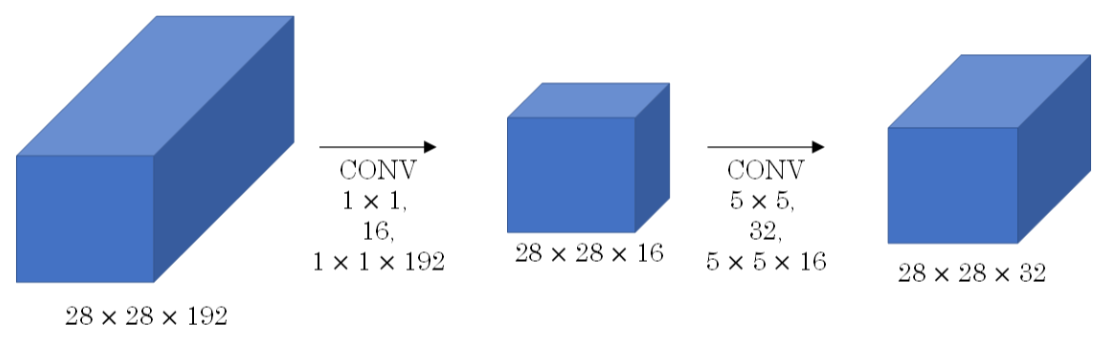 28 × 28 × 192
CONV
1 × 1,
16,
1 × 1 × 192
28 × 28 × 16
CONV
5 × 5,
32,
5 × 5 × 16
28 × 28 × 32